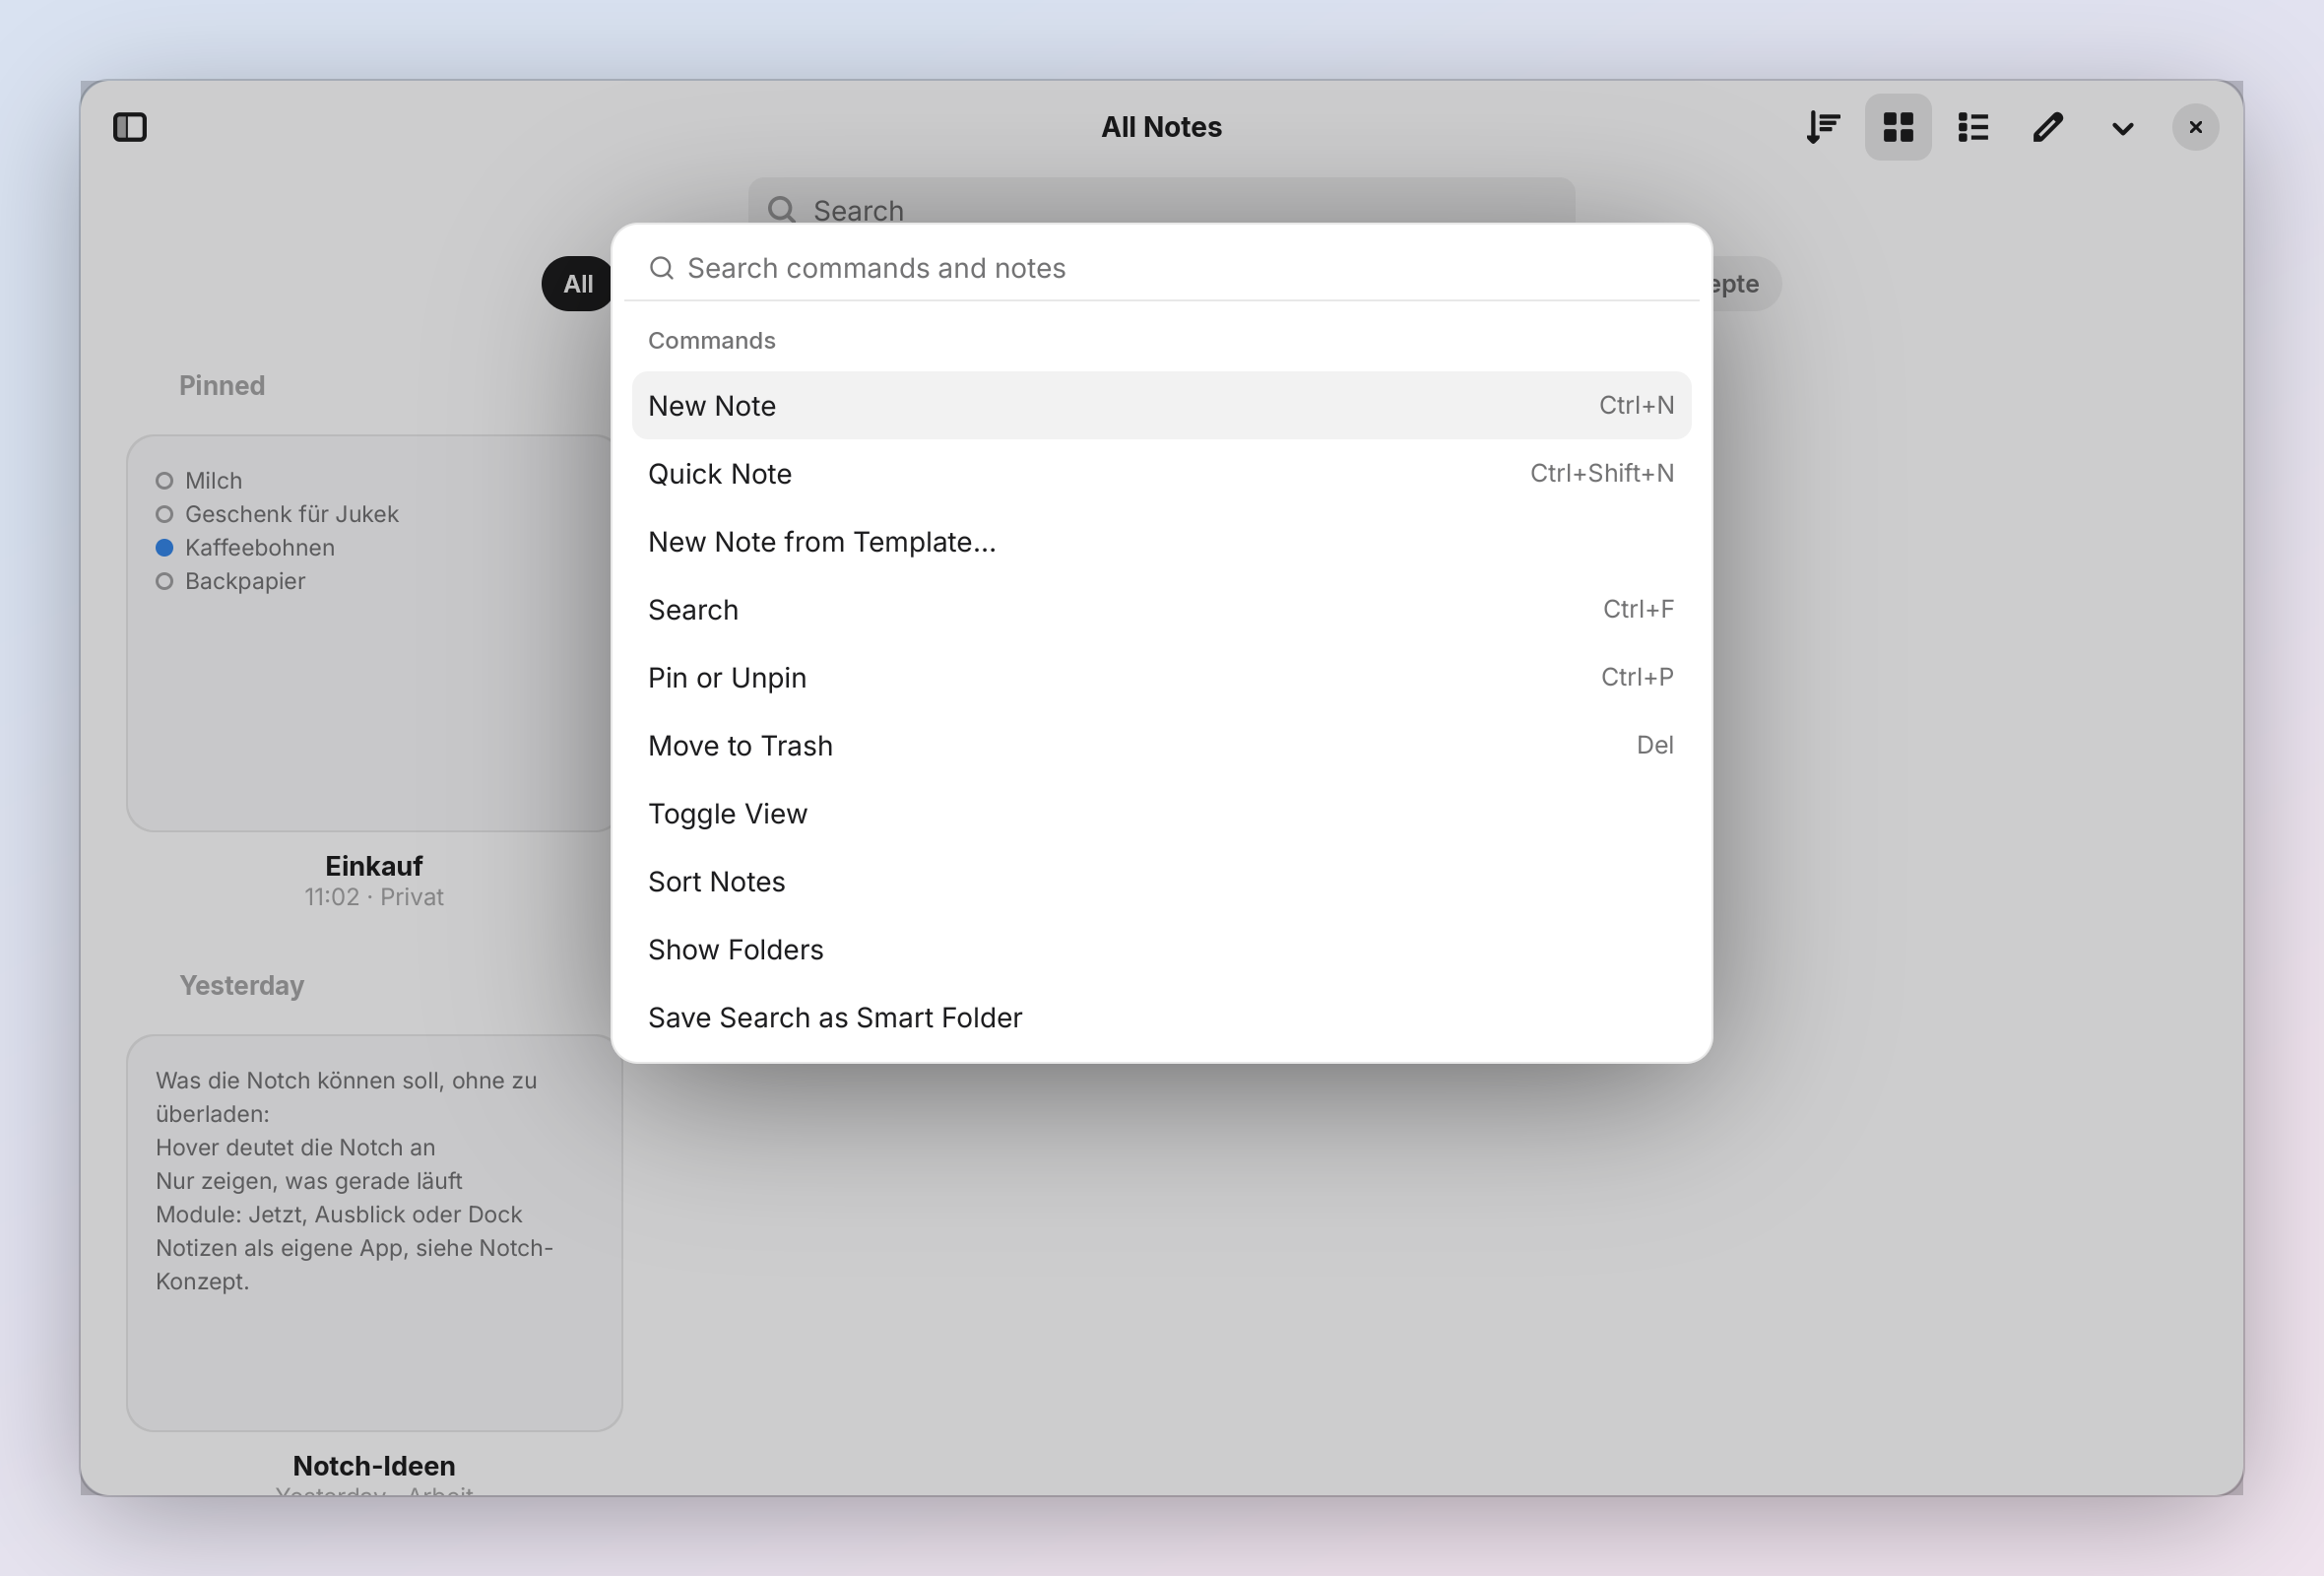 All Notes
Search
All
epte
Search commands and notes
Commands
New Note Ctrl+N
Quick Note Ctrl+Shift+N
New Note from Template...
Search Ctrl+F
Pin or Unpin Ctrl+P
Move to Trash Del
Toggle View
Sort Notes
Show Folders
Save Search as Smart Folder
Pinned
Milch
Geschenk für Jukek
Kaffeebohnen
Backpapier
Einkauf
11:02 · Privat
Yesterday
Was die Notch können soll, ohne zu
überladen:
Hover deutet die Notch an
Nur zeigen, was gerade läuft
Module: Jetzt, Ausblick oder Dock
Notizen als eigene App, siehe Notch-
Konzept.
Notch-Ideen
Yesterday · Arbeit